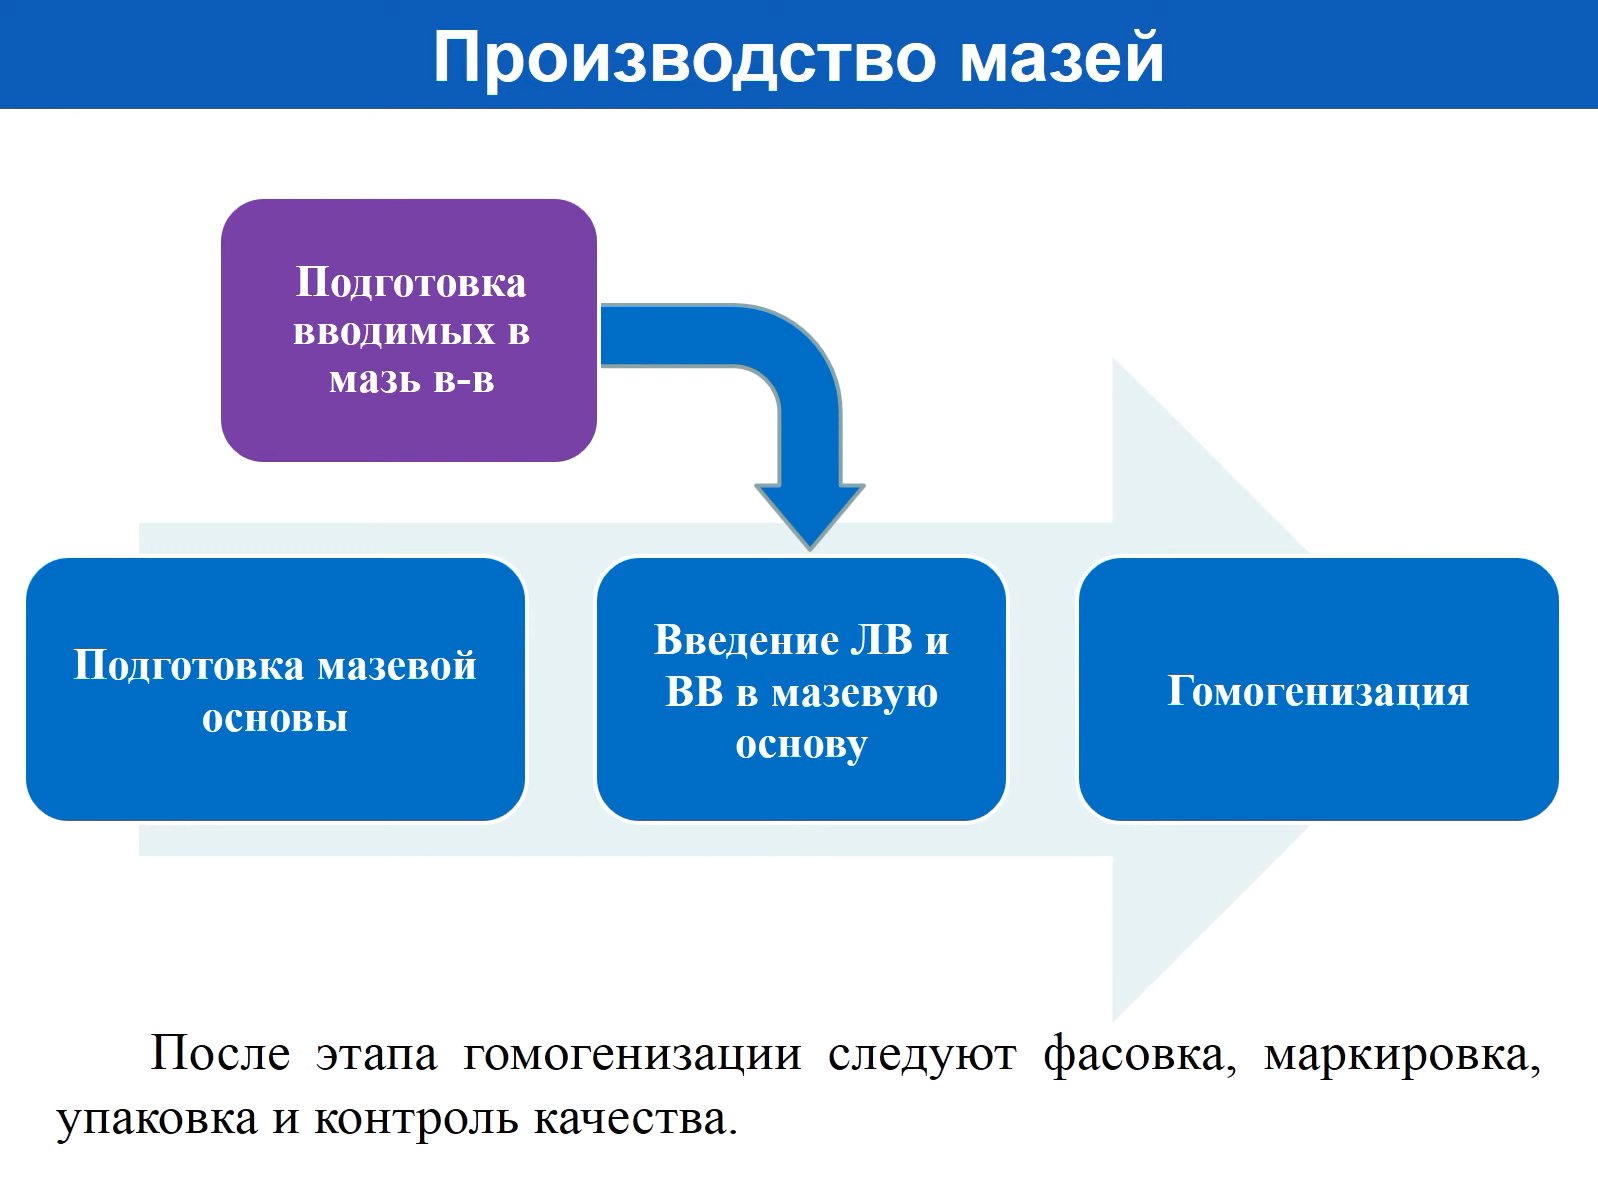 Производство мазей
Подготовка
вводимых в
мазь в-в
Подготовка мазевой
основы
Введение ЛВ и
ВВ в мазевую
основу
Гомогенизация
После этапа гомогенизации следуют фасовка, маркировка,
упаковка и контроль качества.